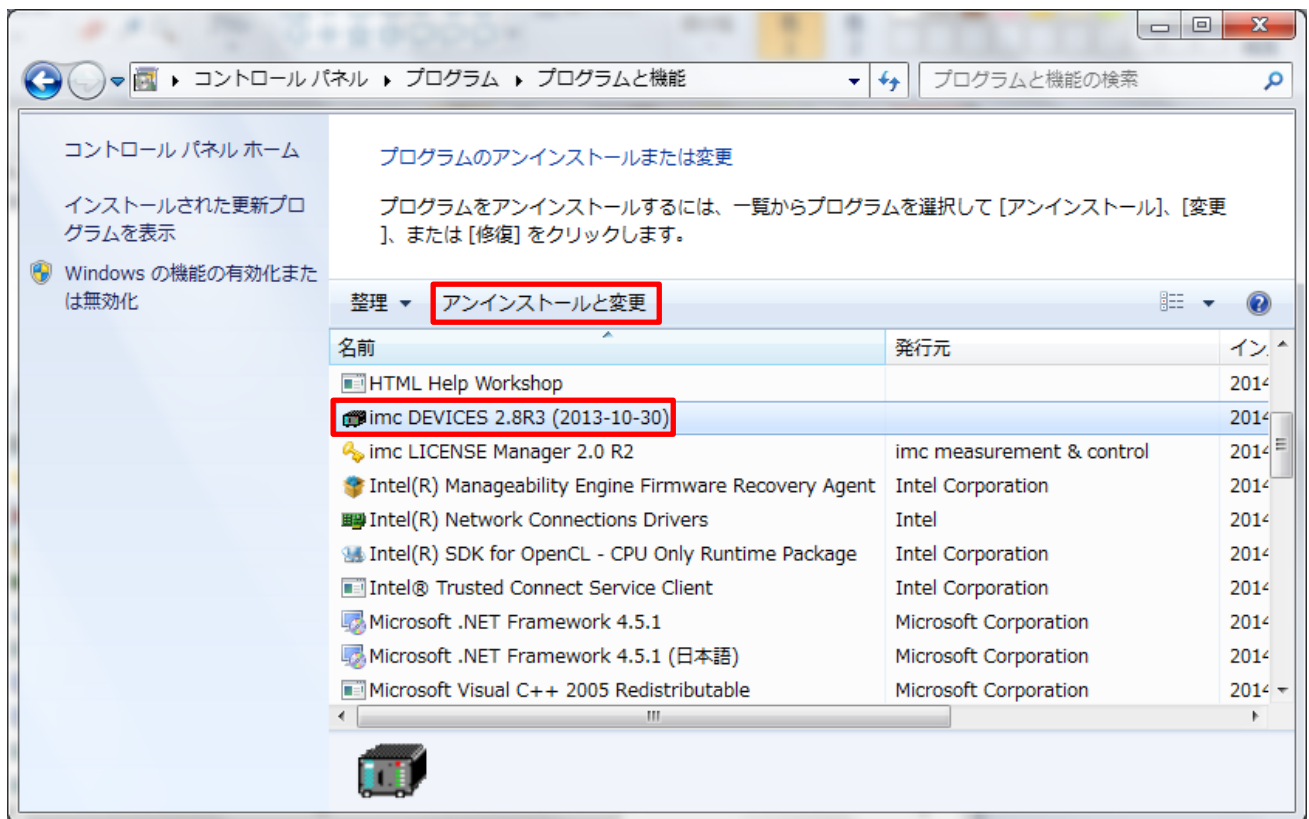 コントロール パネル ▸ プログラム ▸ プログラムと機能
プログラムと機能の検索
コントロール パネル ホーム
インストールされた更新プロ
グラムを表示
Windows の機能の有効化また
は無効化
プログラムのアンインストールまたは変更
プログラムをアンインストールするには、一覧からプログラムを選択して [アンインストール]、[変更
]、または [修復] をクリックします。
整理 アンインストールと変更
名前 発行元 イン
HTML Help Workshop 2014
imc DEVICES 2.8R3 (2013-10-30) 2014
imc LICENSE Manager 2.0 R2 imc measurement & control 2014
Intel(R) Manageability Engine Firmware Recovery Agent Intel Corporation 2014
Intel(R) Network Connections Drivers Intel 2014
Intel(R) SDK for OpenCL - CPU Only Runtime Package Intel Corporation 2014
Intel® Trusted Connect Service Client Intel Corporation 2014
Microsoft .NET Framework 4.5.1 Microsoft Corporation 2014
Microsoft .NET Framework 4.5.1 (日本語) Microsoft Corporation 2014
Microsoft Visual C++ 2005 Redistributable Microsoft Corporation 2014